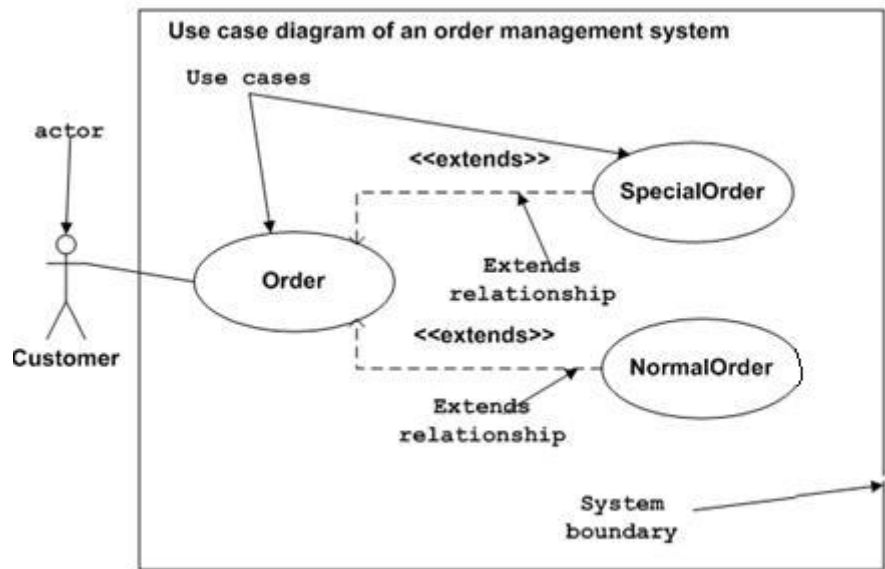 Use case diagram of an order management system
Use cases
actor
<<extends>>
SpecialOrder
Order
Extends
relationship
<<extends>>
Customer
NormalOrder
Extends
relationship
System
boundary